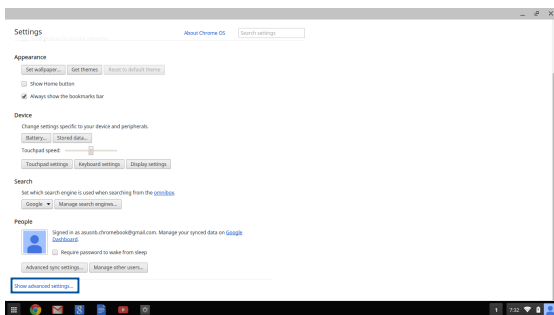 Settings
About Chrome OS
Search settings
Appearance
Set wallpaper... Get themes Reset to default theme
Show Home button
Always show the bookmarks bar
Device
Change settings specific to your device and peripherals.
Battery... Stored data...
Touchpad speed:
Touchpad settings Keyboard settings Display settings
Search
Set which search engine is used when searching from the omnibox.
Google Manage search engines...
People
Signed in as asusnb.chromebook@gmail.com. Manage your synced data on Google
Dashboard.
Require password to wake from sleep
Advanced sync settings... Manage other users...
Show advanced settings...
1 7:32